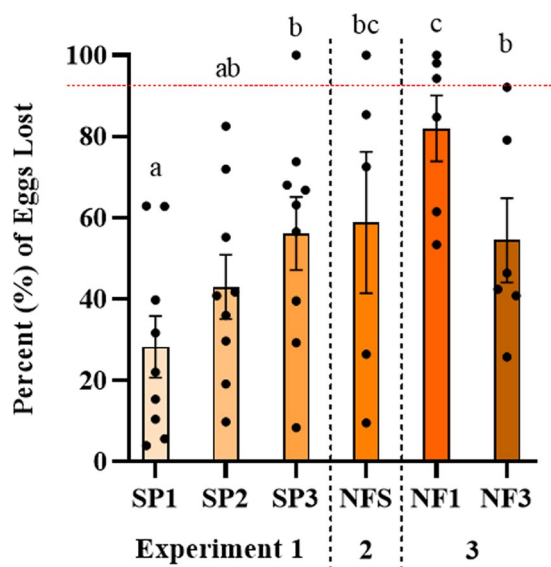 Percent (%) of Eggs Lost
100
80
60
40
20
0
a
ab
b
bc
c
b
SP1 SP2 SP3 NFS NF1 NF3
Experiment 1 2 3